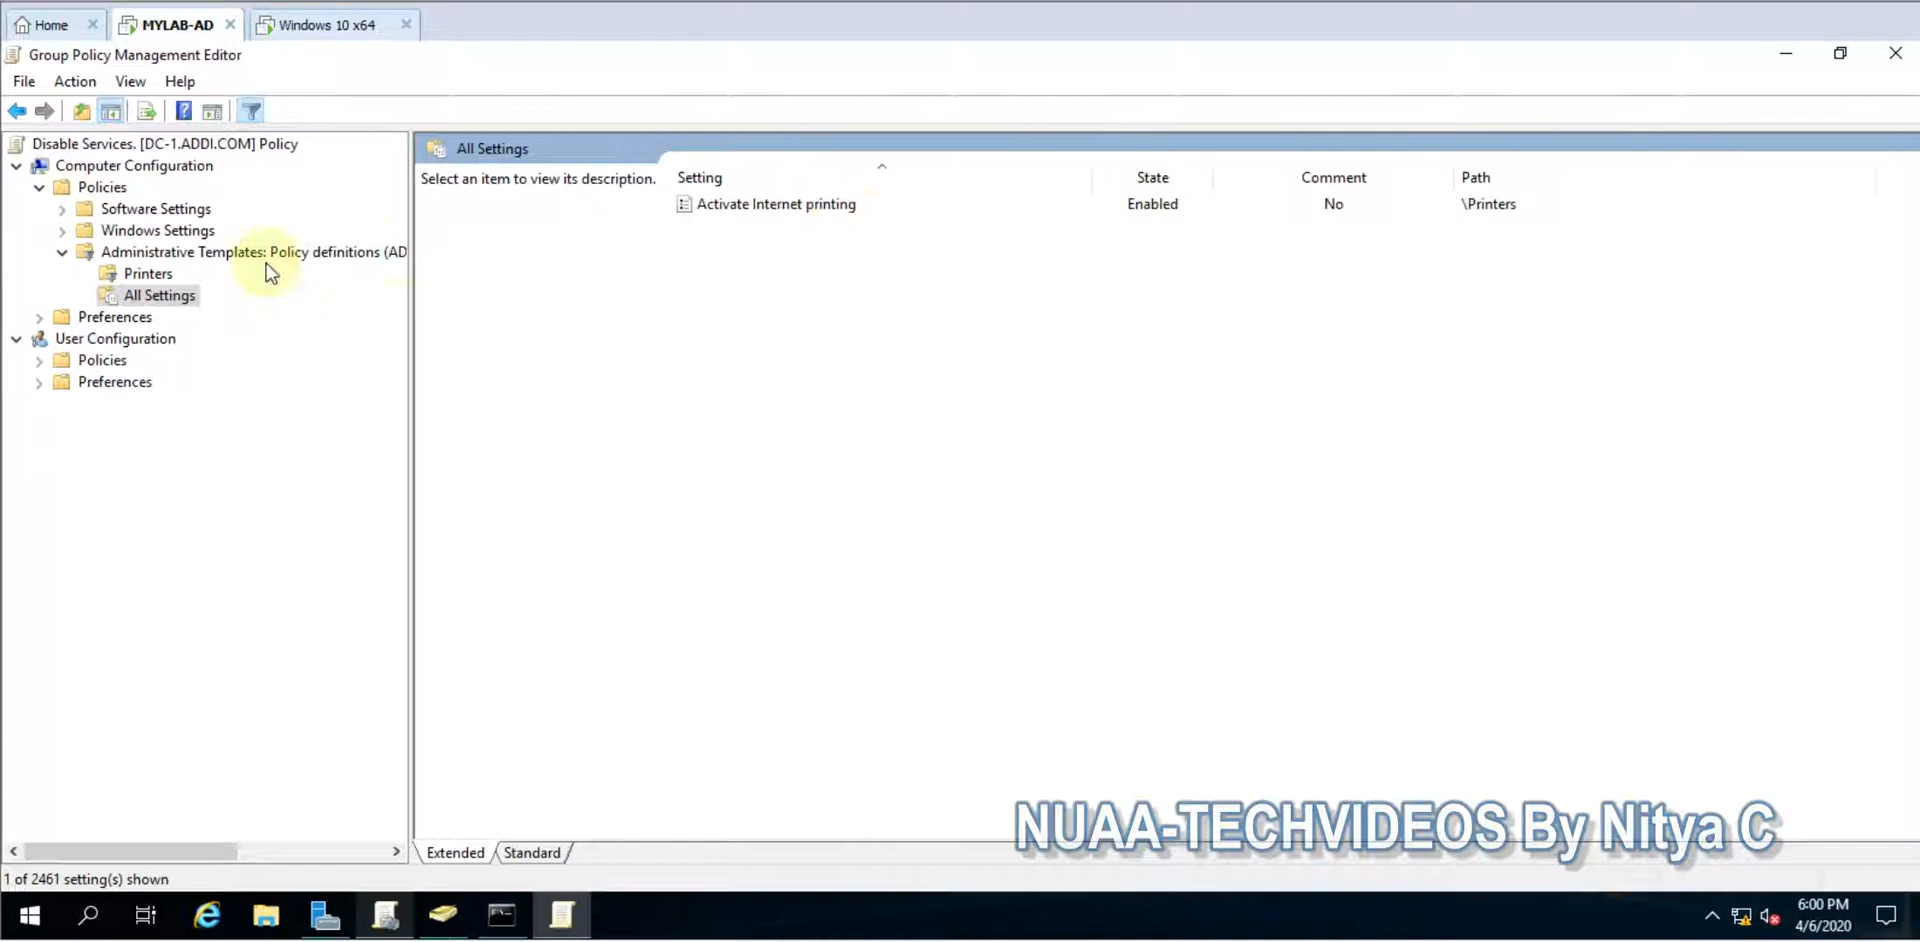 Home
MYLAB-AD
Windows 10 x64
Group Policy Management Editor
File Action View Help
Disable Services. [DC-1.ADDI.COM] Policy
Computer Configuration
Policies
Software Settings
Windows Settings
Administrative Templates: Policy definitions (AD
Printers
All Settings
Preferences
User Configuration
Policies
Preferences
All Settings
Select an item to view its description.
Setting State Comment Path
Activate Internet printing Enabled No \Printers
Extended Standard
NUAA-TECHVIDEOS By Nitya C
1 of 2461 setting(s) shown
6:00 PM
4/6/2020